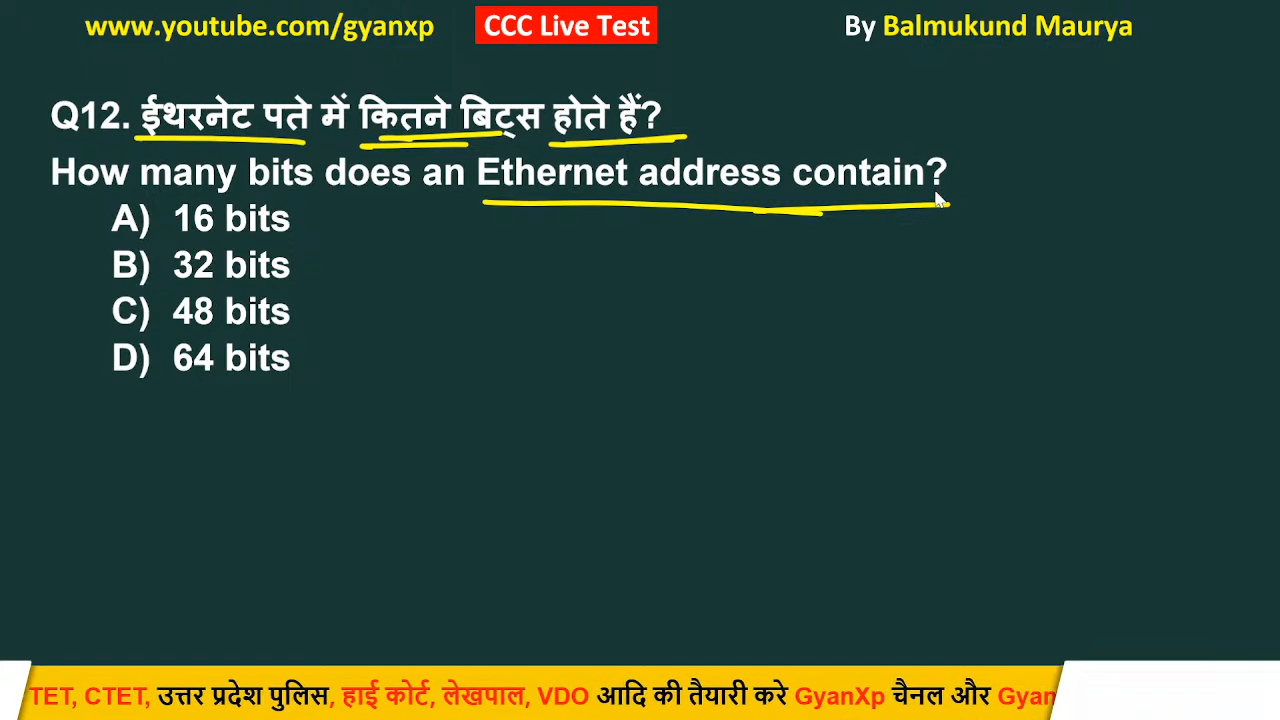 www.youtube.com/gyanxp CCC Live Test By Balmukund Maurya
Q12. ईथरनेट पते में कितने बिट्स होते हैं?
How many bits does an Ethernet address contain?
A) 16 bits
B) 32 bits
C) 48 bits
D) 64 bits
TET, CTET, उत्तर प्रदेश पुलिस, हाई कोर्ट, लेखपाल, VDO आदि की तैयारी करे GyanXp चैनल और Gyan